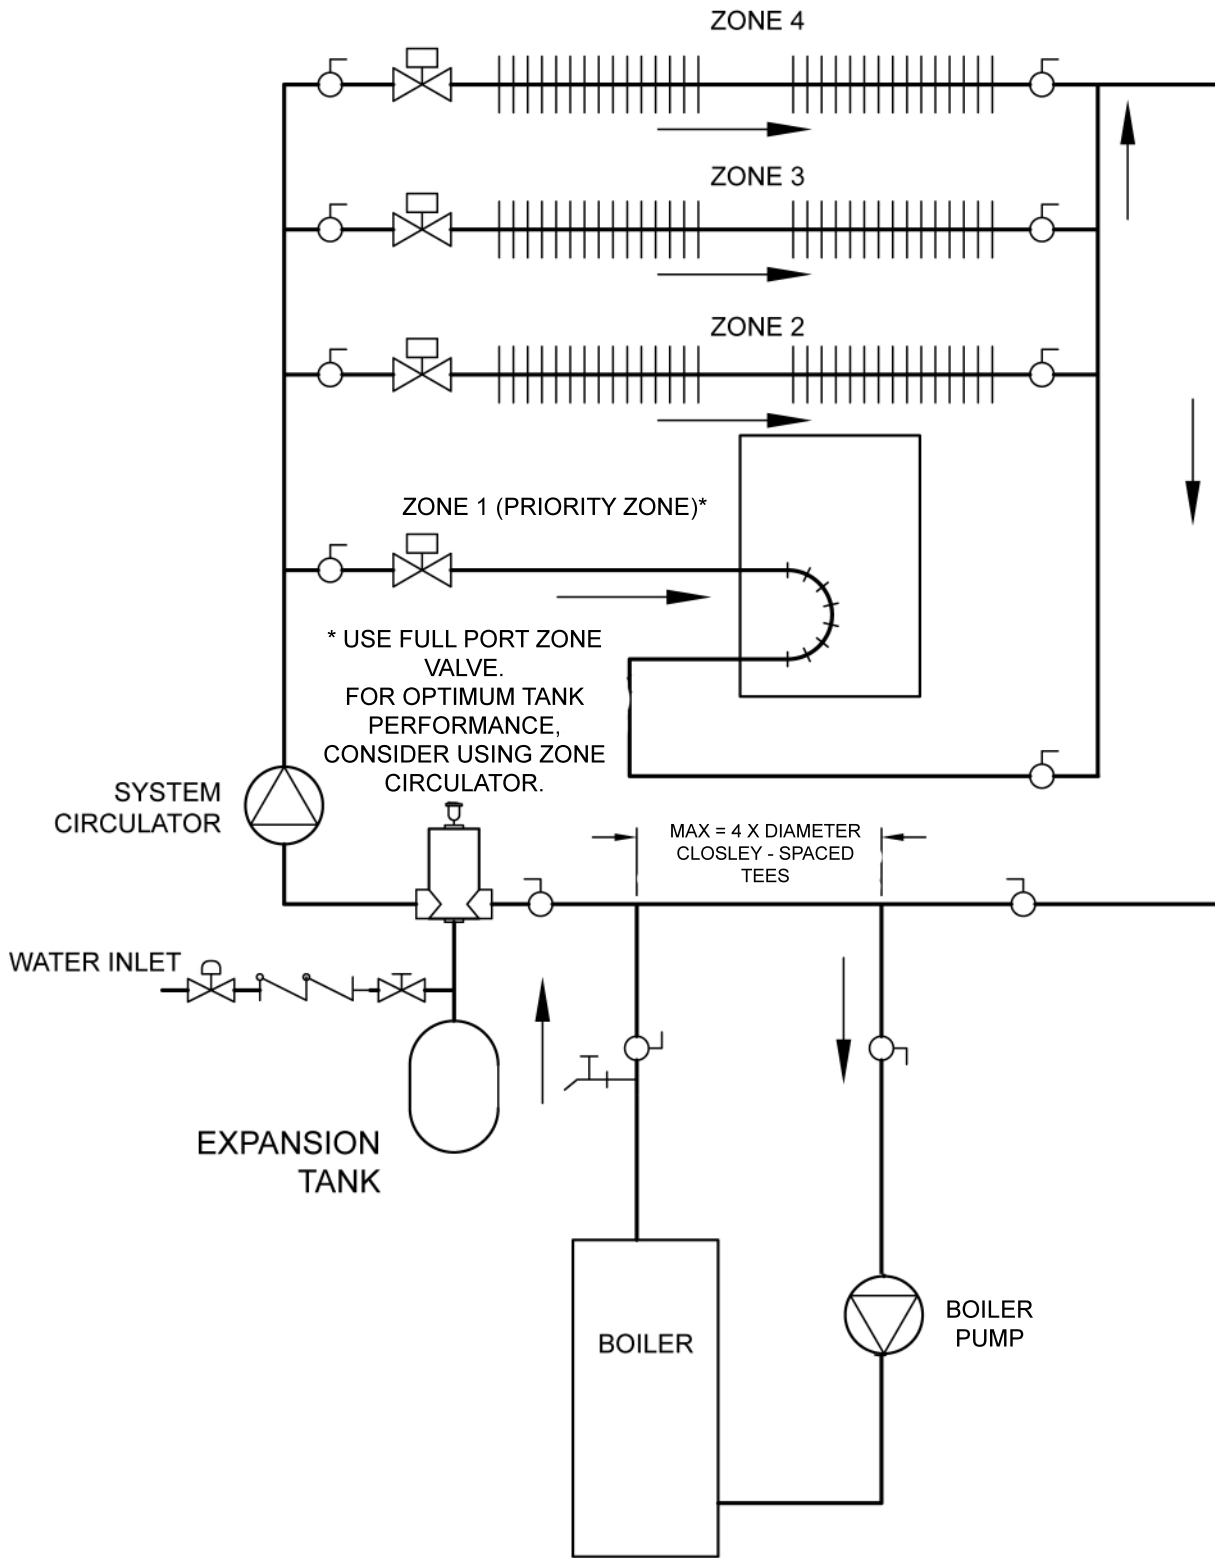 ZONE 4
ZONE 3
ZONE 2
ZONE 1 (PRIORITY ZONE)*
* USE FULL PORT ZONE
VALVE.
FOR OPTIMUM TANK
PERFORMANCE,
CONSIDER USING ZONE
CIRCULATOR.
SYSTEM
CIRCULATOR
MAX = 4 X DIAMETER
CLOSLEY - SPACED
TEES
WATER INLET
EXPANSION
TANK
BOILER
BOILER
PUMP